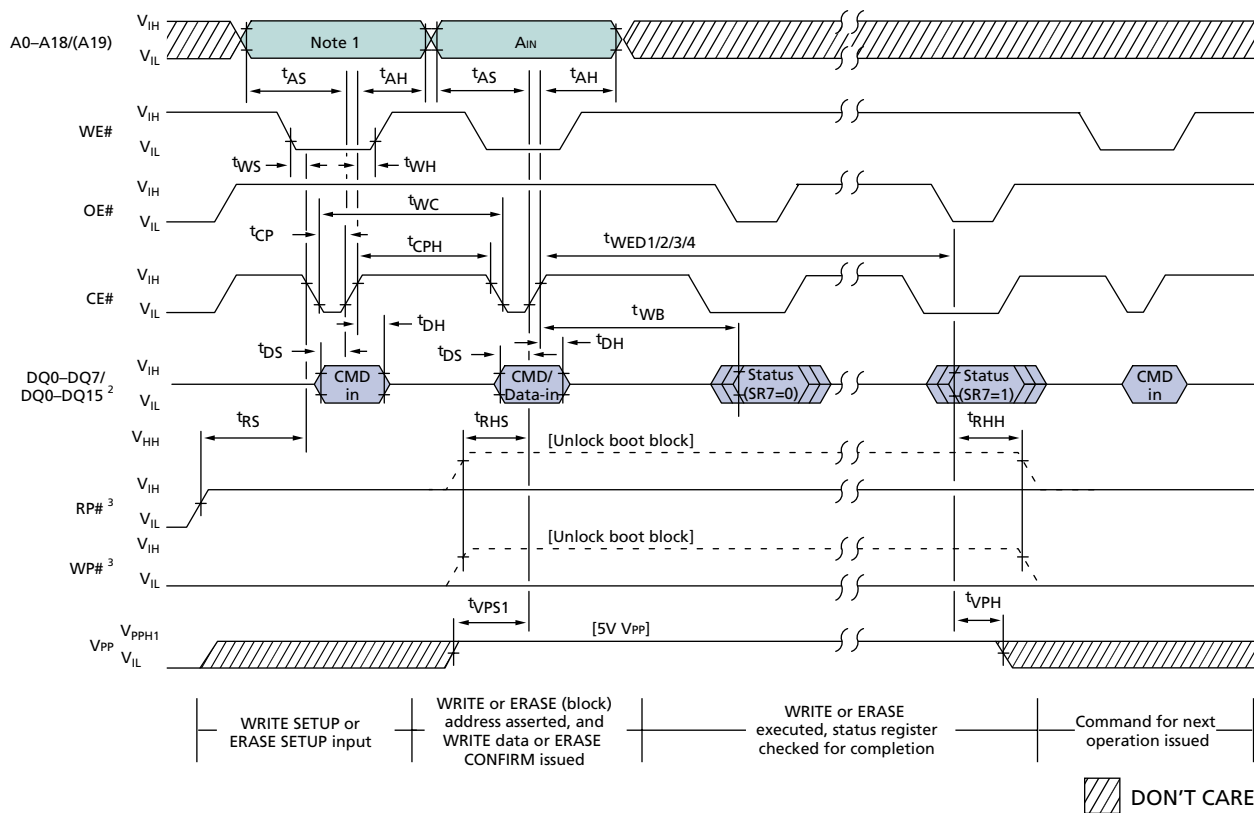 A0–A18/(A19)
VIH
VIL
Note 1
AIN
tAS
tAH
tAS
tAH
WE#
VIH
VIL
tWS
tWH
OE#
VIH
VIL
tWC
tCP
tCPH
tWED1/2/3/4
CE#
VIH
VIL
tWB
tDH
tDS
tDS
tDH
DQ0–DQ7/
DQ0–DQ15 2
VIH
VIL
CMD
in
CMD/
Data-in
Status
(SR7=0)
Status
(SR7=1)
CMD
in
tRS
tRHS
tRHH
VHH
[Unlock boot block]
RP# 3
VIH
VIL
WP# 3
VIH
VIL
[Unlock boot block]
tVPS1
tVPH
VPP
VPPH1
VIL
[5V VPP]
WRITE SETUP or
ERASE SETUP input
WRITE or ERASE (block)
address asserted, and
WRITE data or ERASE
CONFIRM issued
WRITE or ERASE
executed, status register
checked for completion
Command for next
operation issued
DON'T CARE